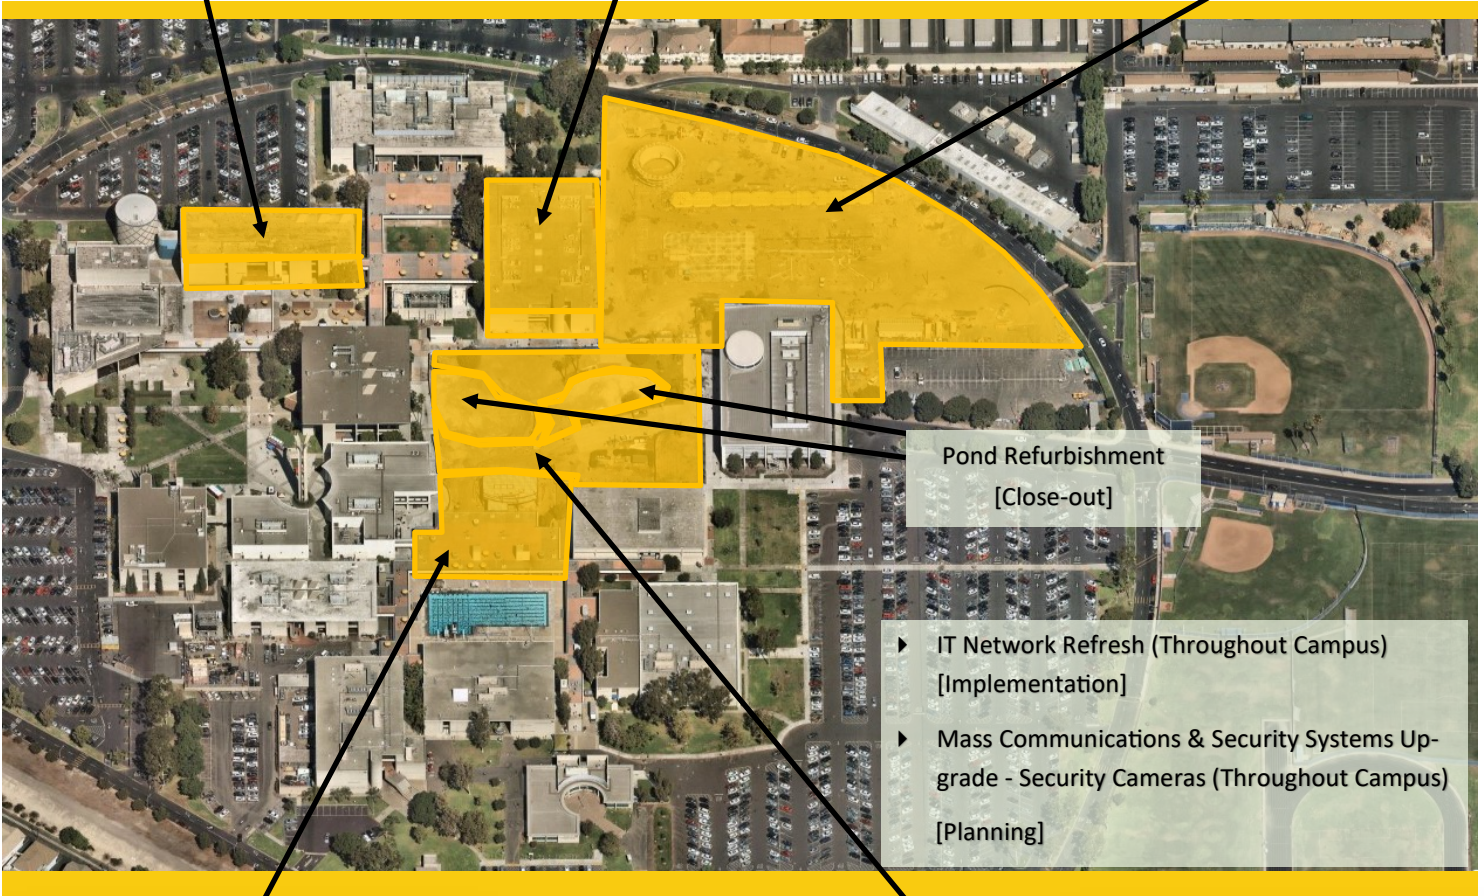 Pond Refurbishment
[Close-out]
‣ IT Network Refresh (Throughout Campus)
[Implementation]
‣ Mass Communications & Security Systems Up-
grade - Security Cameras (Throughout Campus)
[Planning]